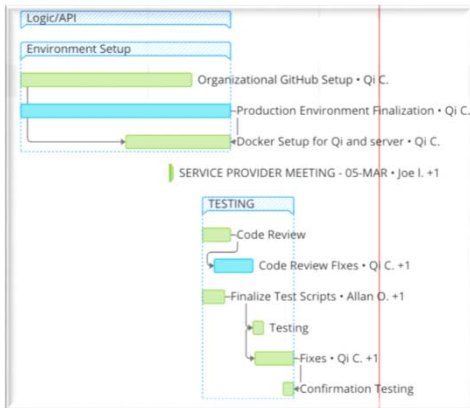 Logic/API
Environment Setup
Organizational GitHub Setup • Qi C.
Production Environment Finalization • Qi C.
Docker Setup for Qi and server • Qi C.
SERVICE PROVIDER MEETING - 05-MAR • Joe I. +1
TESTING
Code Review
Code Review FIxes • Qi C. +1
Finalize Test Scripts • Allan O. +1
Testing
Fixes • Qi C. +1
Confirmation Testing